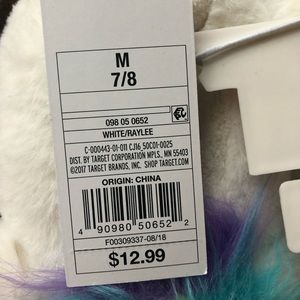 M
7/8
098 05 0652
WHITE/RAYLEE
C-000443-01-011 CJ16 50C01-0025
DIST. BY TARGET CORPORATION MPLS., MN 55403
©2017 TARGET BRANDS, INC. SHOP TARGET.COM
ORIGIN: CHINA
4 90980 50652 2
F00309337-08/18
$12.99